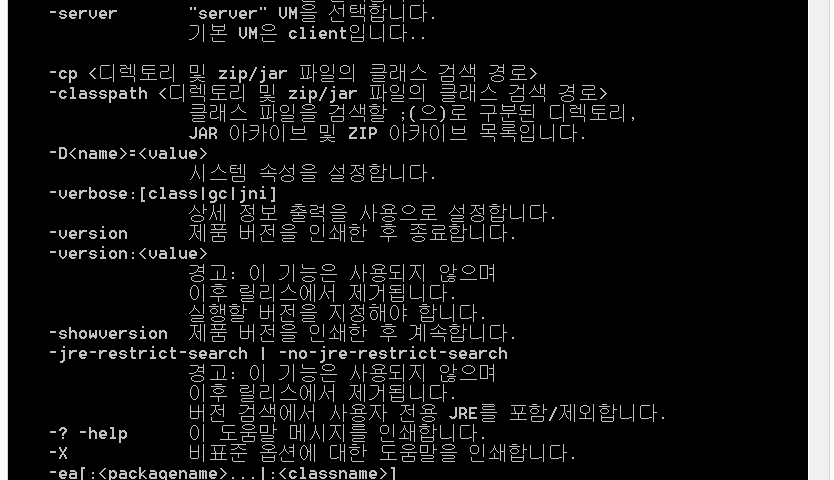 -server "server" VM을 선택합니다.
기본 VM은 client입니다..
-cp <디렉토리 및 zip/jar 파일의 클래스 검색 경로>
-classpath <디렉토리 및 zip/jar 파일의 클래스 검색 경로>
클래스 파일을 검색할 ;(으)로 구분된 디렉토리,
JAR 아카이브 및 ZIP 아카이브 목록입니다.
-D<name>=<value>
시스템 속성을 설정합니다.
-verbose:[class|gc|jni]
상세 정보 출력을 사용으로 설정합니다.
-version 제품 버전을 인쇄한 후 종료합니다.
-version:<value>
경고: 이 기능은 사용되지 않으며
이후 릴리스에서 제거됩니다.
실행할 버전을 지정해야 합니다.
-showversion 제품 버전을 인쇄한 후 계속합니다.
-jre-restrict-search | -no-jre-restrict-search
경고: 이 기능은 사용되지 않으며
이후 릴리스에서 제거됩니다.
버전 검색에서 사용자 전용 JRE를 포함/제외합니다.
-? -help 이 도움말 메시지를 인쇄합니다.
-X 비표준 옵션에 대한 도움말을 인쇄합니다.
-ea[:<packagename>...|:<classname>]